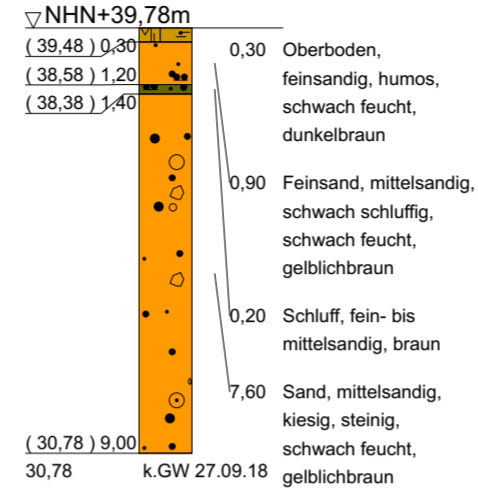 NHN+39,78m
( 39,48 ) 0,30
( 38,58 ) 1,20
( 38,38 ) 1,40
0,30 Oberboden,
feinsandig, humos,
schwach feucht,
dunkelbraun
0,90 Feinsand, mittelsandig,
schwach schluffig,
schwach feucht,
gelblichbraun
0,20 Schluff, fein- bis
mittelsandig, braun
7,60 Sand, mittelsandig,
kiesig, steinig,
schwach feucht,
gelblichbraun
( 30,78 ) 9,00
30,78 k.GW 27.09.18